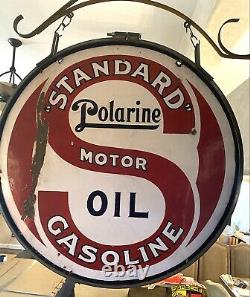 "STANDARD"
Polarine
S
MOTOR
OIL
GASOLINE